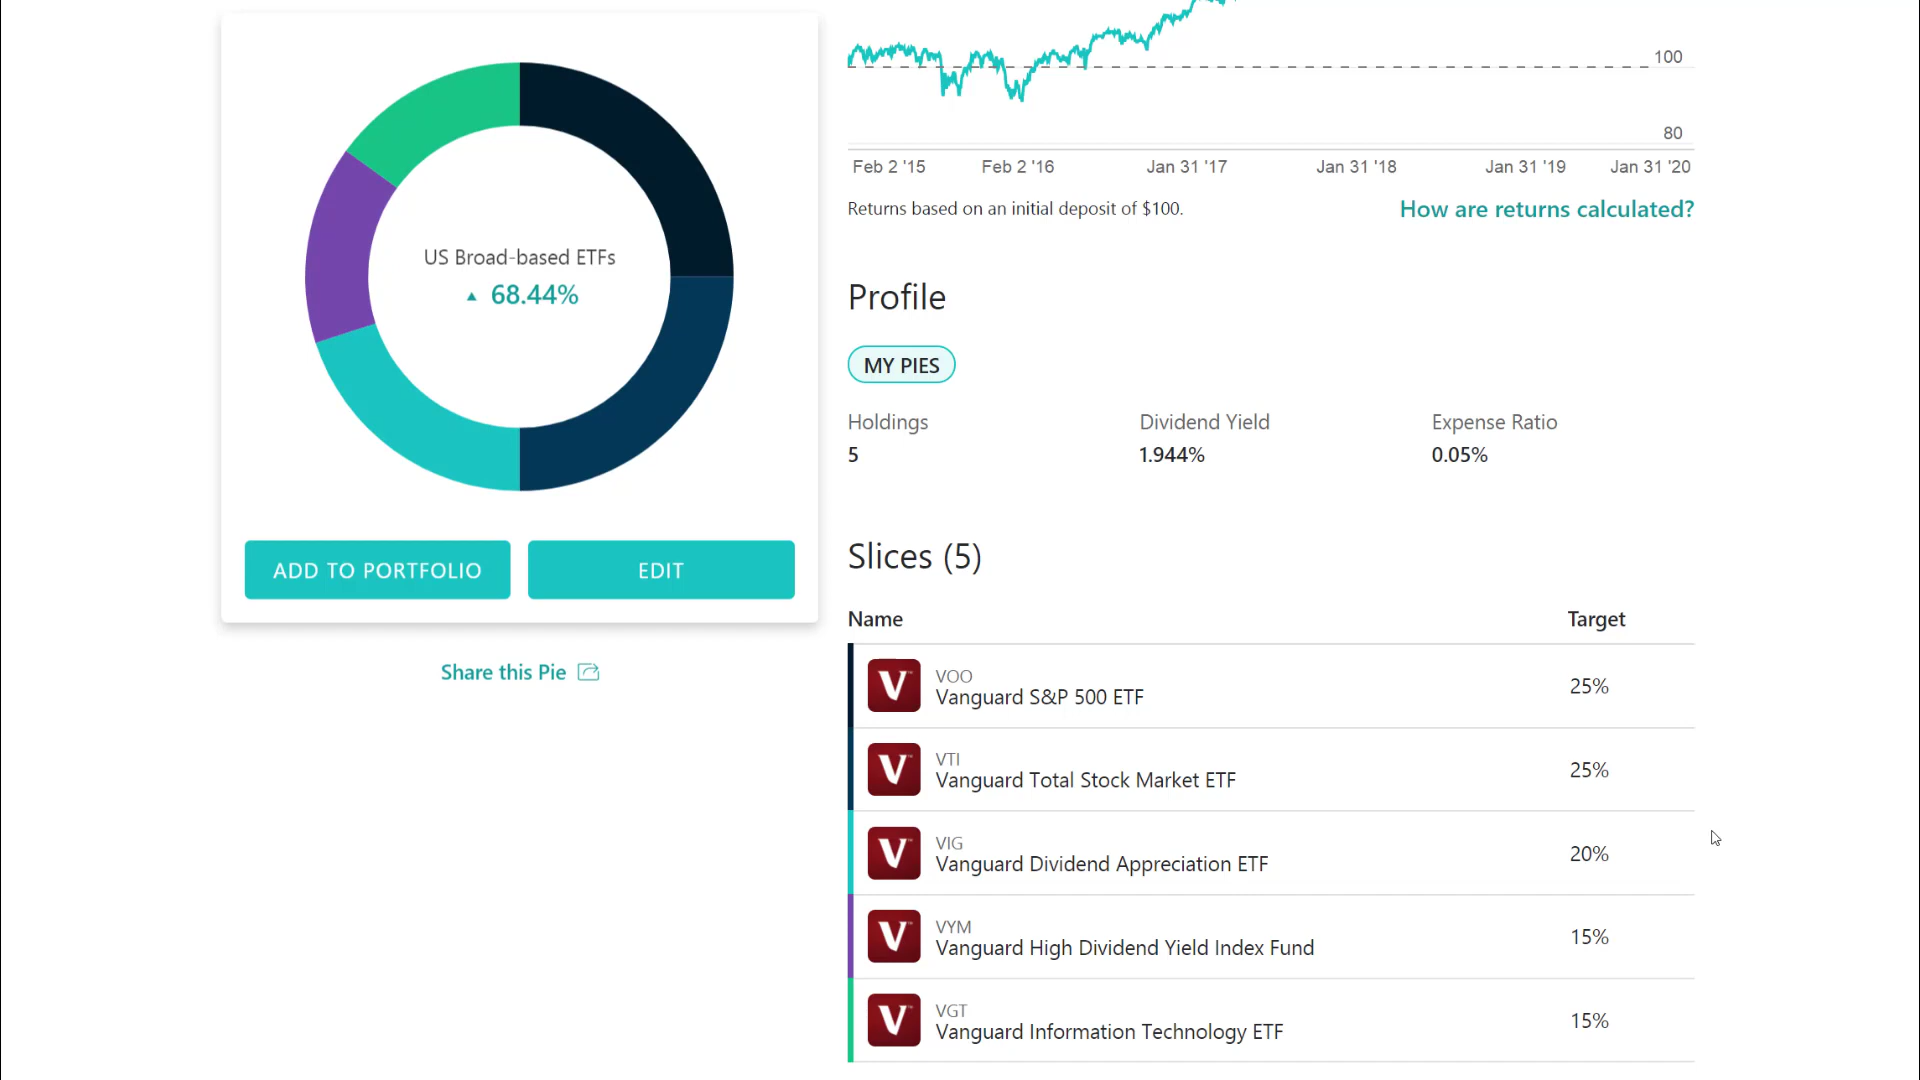 US Broad-based ETFs
▲ 68.44%
ADD TO PORTFOLIO
EDIT
Share this Pie
100
80
Feb 2 '15
Feb 2 '16
Jan 31 '17
Jan 31 '18
Jan 31 '19
Jan 31 '20
Returns based on an initial deposit of $100.
How are returns calculated?
Profile
MY PIES
Holdings
5
Dividend Yield
1.944%
Expense Ratio
0.05%
Slices (5)
Name
Target
V
VOO
Vanguard S&P 500 ETF
25%
V
VTI
Vanguard Total Stock Market ETF
25%
V
VIG
Vanguard Dividend Appreciation ETF
20%
V
VYM
Vanguard High Dividend Yield Index Fund
15%
V
VGT
Vanguard Information Technology ETF
15%